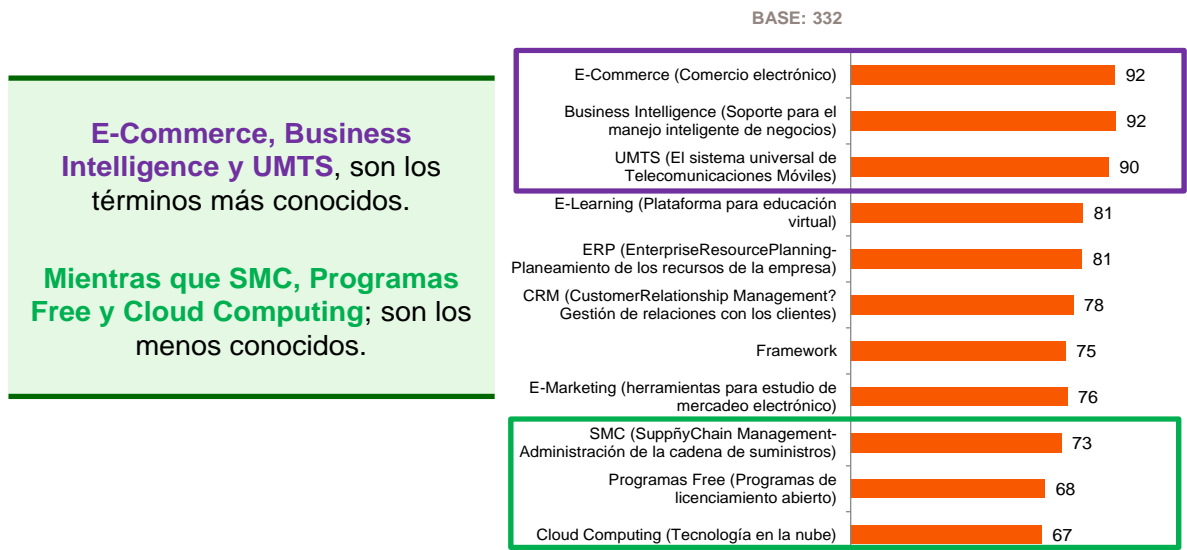 BASE: 332
E-Commerce, Business
Intelligence y UMTS, son los
términos más conocidos.
Mientras que SMC, Programas
Free y Cloud Computing; son los
menos conocidos.
E-Commerce (Comercio electrónico)
92
Business Intelligence (Soporte para el
manejo inteligente de negocios)
92
UMTS (El sistema universal de
Telecomunicaciones Móviles)
90
E-Learning (Plataforma para educación
virtual)
81
ERP (EnterpriseResourcePlanning-
Planeamiento de los recursos de la empresa)
81
CRM (CustomerRelationship Management?
Gestión de relaciones con los clientes)
78
Framework
75
E-Marketing (herramientas para estudio de
mercadeo electrónico)
76
SMC (SuppñyChain Management-
Administración de la cadena de suministros)
73
Programas Free (Programas de
licenciamiento abierto)
68
Cloud Computing (Tecnología en la nube)
67